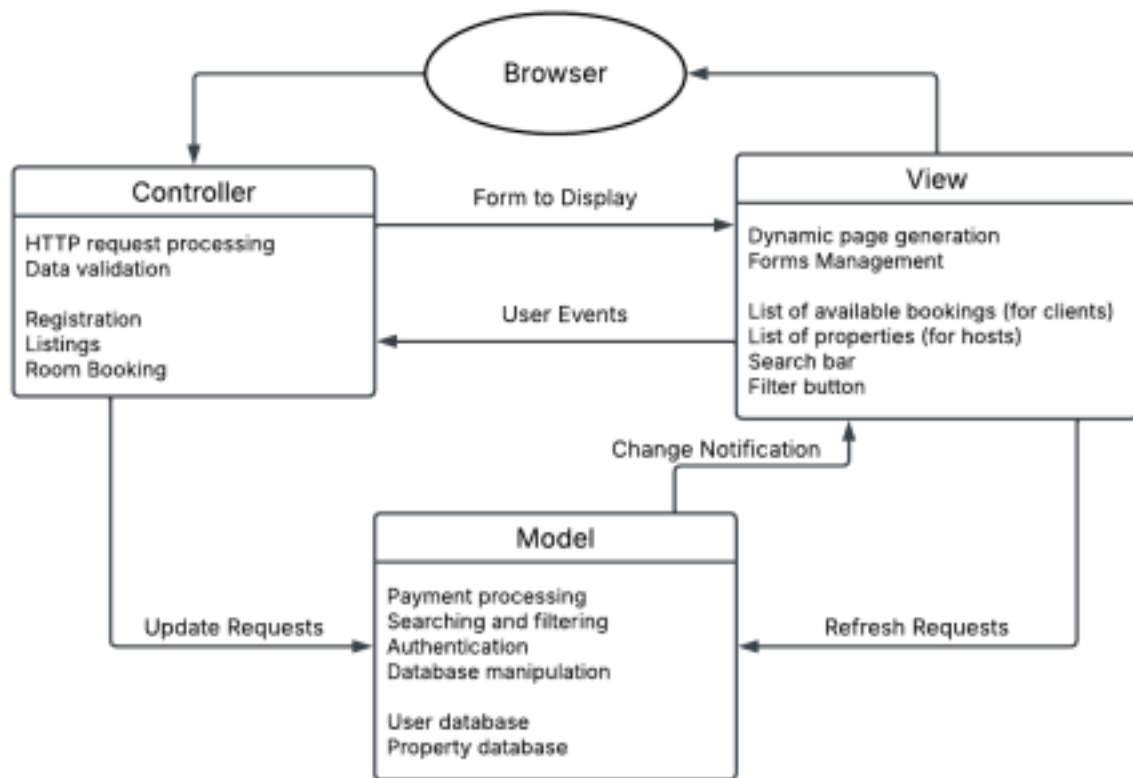 Browser
Controller
HTTP request processing
Data validation
Registration
Listings
Room Booking
Form to Display
User Events
View
Dynamic page generation
Forms Management
List of available bookings (for clients)
List of properties (for hosts)
Search bar
Filter button
Change Notification
Model
Payment processing
Searching and filtering
Authentication
Database manipulation
User database
Property database
Update Requests
Refresh Requests